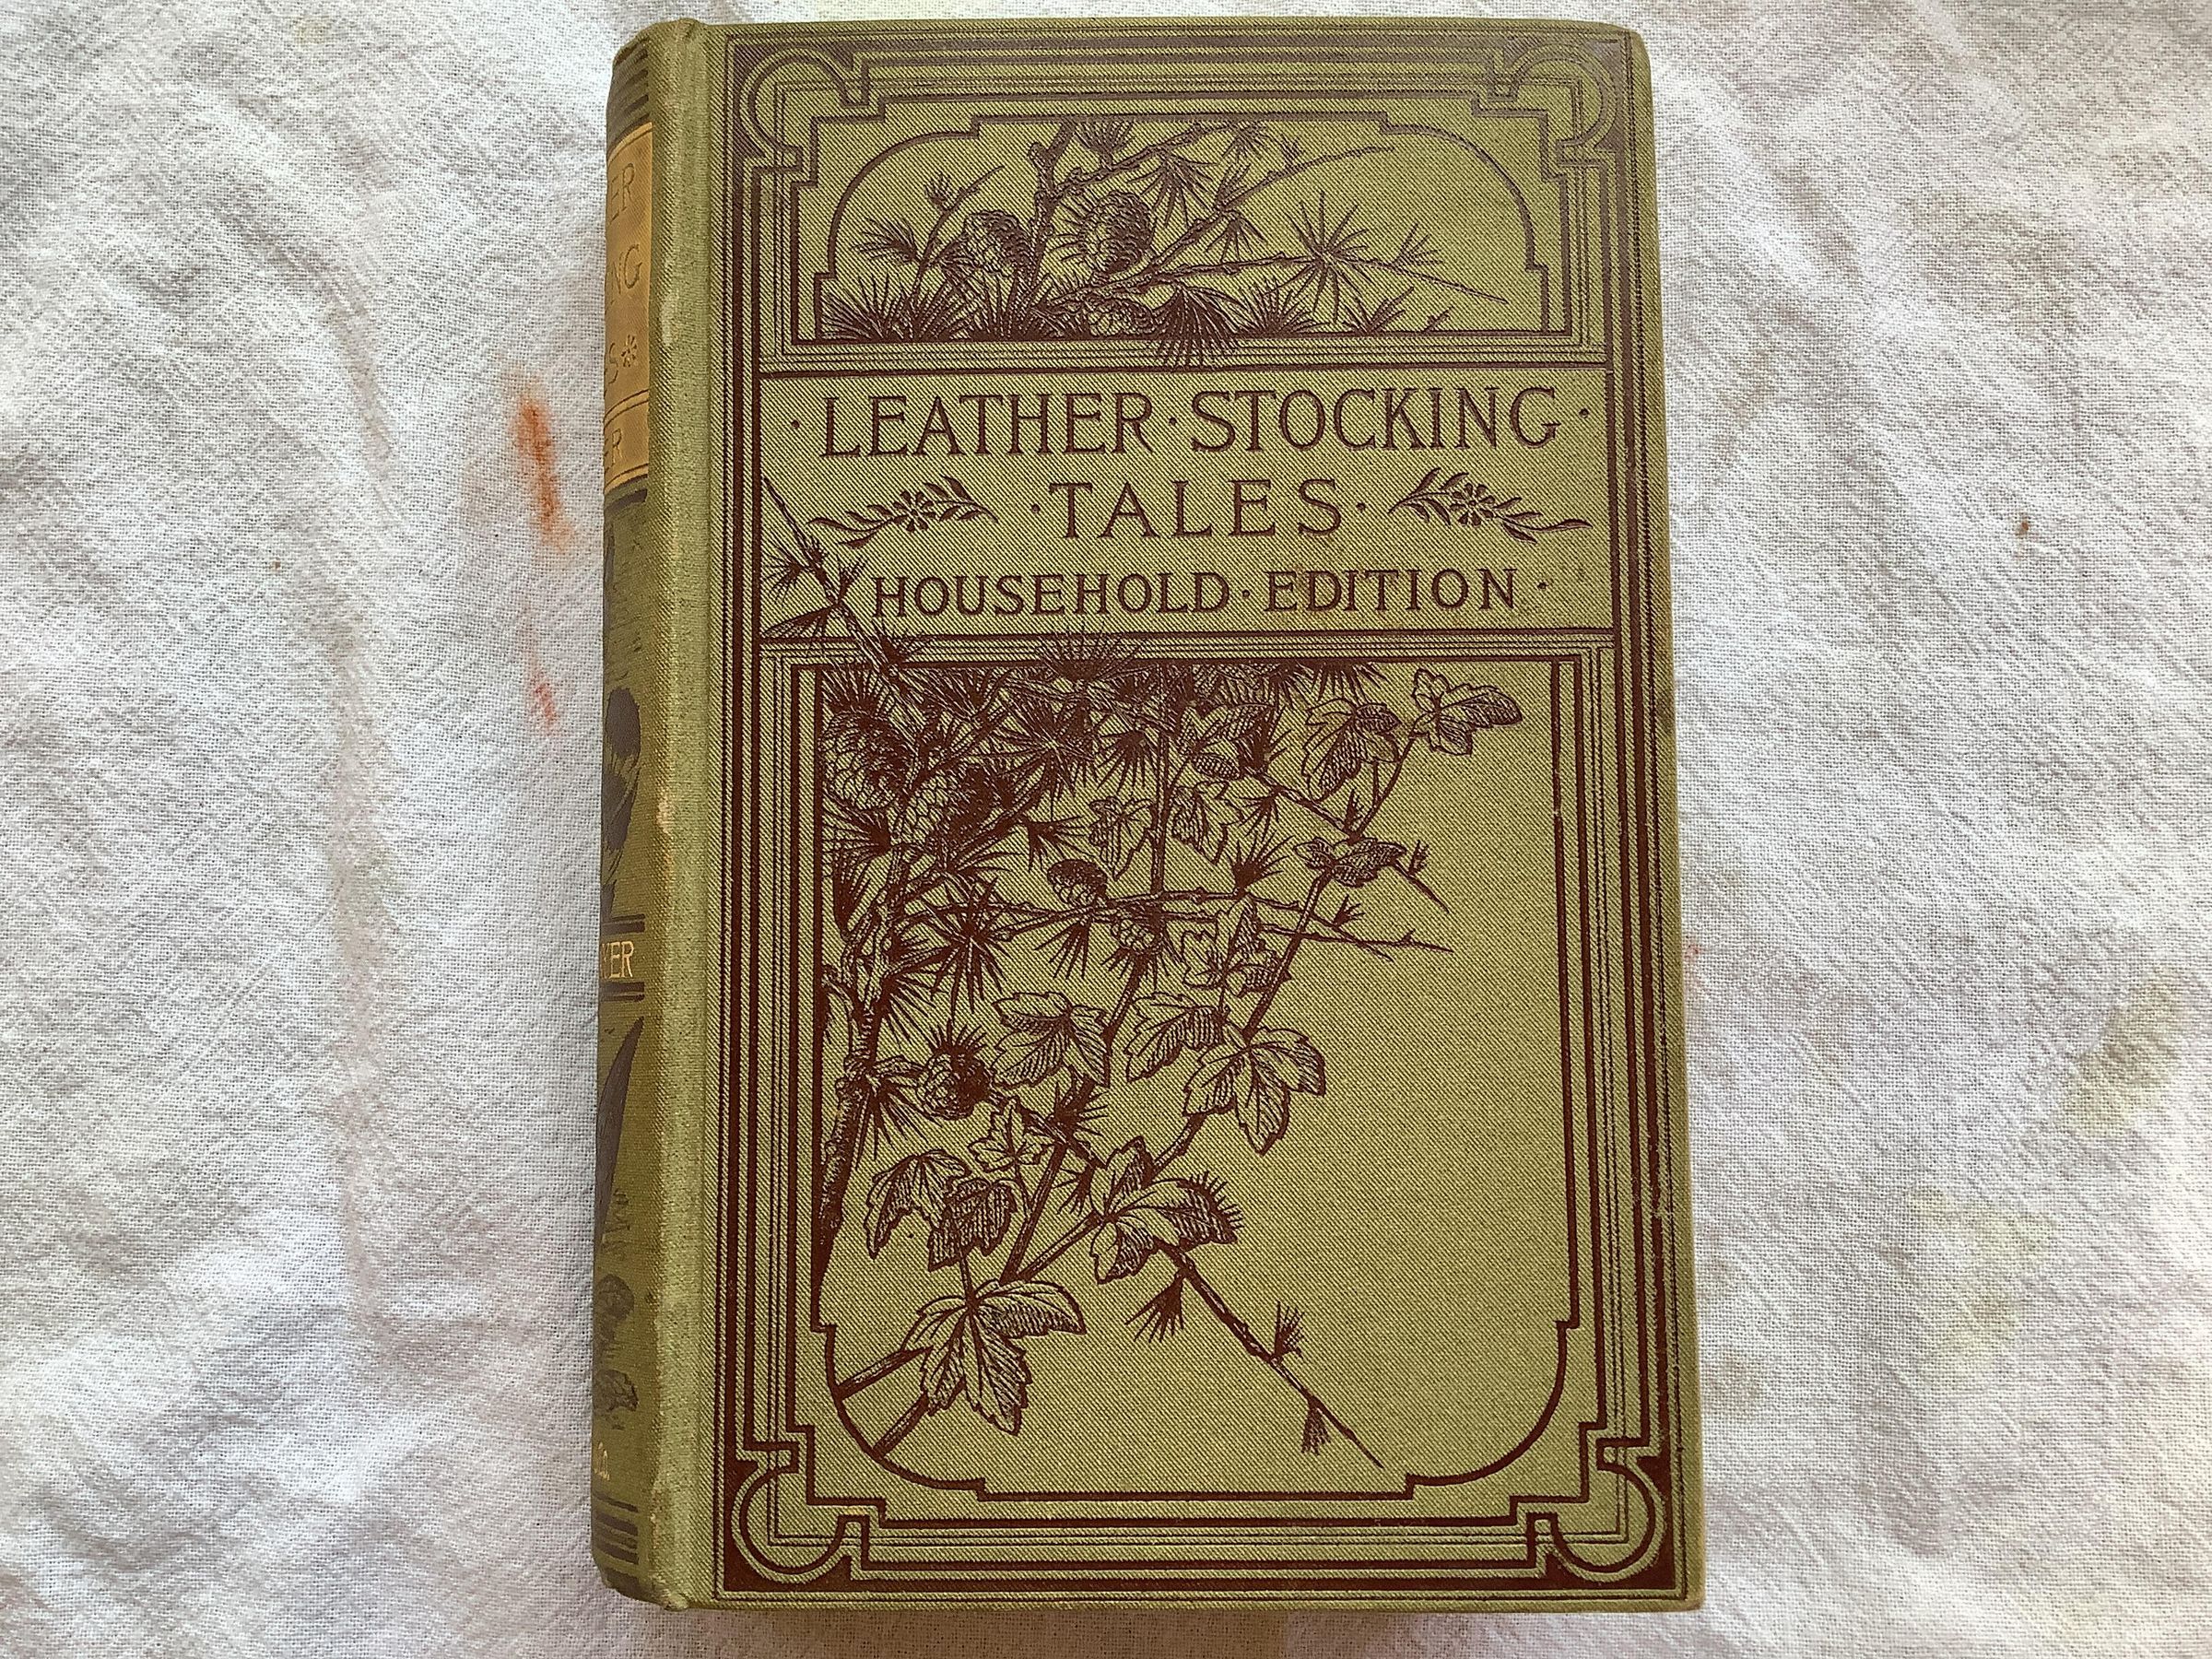 · LEATHER · STOCKING ·
· TALES ·
HOUSEHOLD · EDITION ·